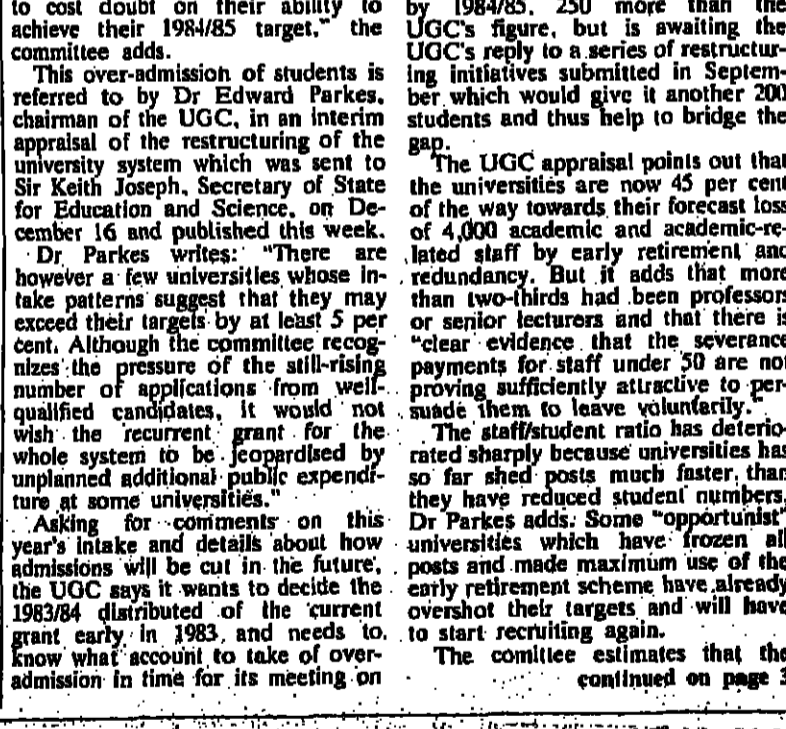 to cost doubt on their ability to
achieve their 1984/85 target," the
committee adds.
This over-admission of students is
referred to by Dr Edward Parkes,
chairman of the UGC, in an interim
appraisal of the restructuring of the
university system which was sent to
Sir Keith Joseph, Secretary of State
for Education and Science, on De-
cember 16 and published this week.
Dr Parkes writes: "There are
however a few universities whose in-
take patterns suggest that they may
exceed their targets by at least 5 per
cent. Although the committee recog-
nizes the pressure of the still-rising
number of applications from well-
qualified candidates, it would not
wish the recurrent grant for the
whole system to be jeopardised by
unplanned additional public expendi-
ture at some universities."
Asking for comments on this
year's intake and details about how
admissions will be cut in the future,
the UGC says it wants to decide the
1983/84 distributed of the current
grant early in 1983, and needs to
know what account to take of over-
admission in time for its meeting on
by 1984/85, 250 more than the
UGC's figure, but is awaiting the
UGC's reply to a series of restructur-
ing initiatives submitted in Septem-
ber which would give it another 200
students and thus help to bridge the
gap.
The UGC appraisal points out that
the universities are now 45 per cent
of the way towards their forecast loss
of 4,000 academic and academic-re-
lated staff by early retirement and
redundancy. But it adds that more
than two-thirds had been professors
or senior lecturers and that there is
"clear evidence that the severance
payments for staff under 50 are not
proving sufficiently attractive to per-
suade them to leave voluntarily."
The staff/student ratio has deterio-
rated sharply because universities has
so far shed posts much faster than
they have reduced student numbers,
Dr Parkes adds. Some "opportunist"
universities which have frozen all
posts and made maximum use of the
early retirement scheme have already
overshot their targets and will have
to start recruiting again.
The comittee estimates that the
continued on page 3